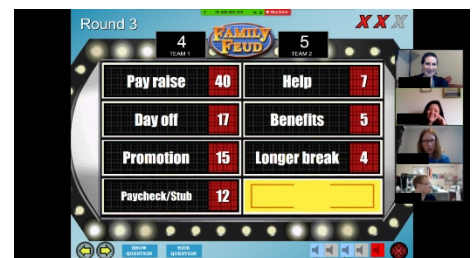 Round 3
X X X
4
TEAM 1
FAMILY
FEUD
5
TEAM 2
Pay raise 40
Help 7
Day off 17
Benefits 5
Promotion 15
Longer break 4
Paycheck/Stub 12
SHOW
QUESTION
HIDE
QUESTION